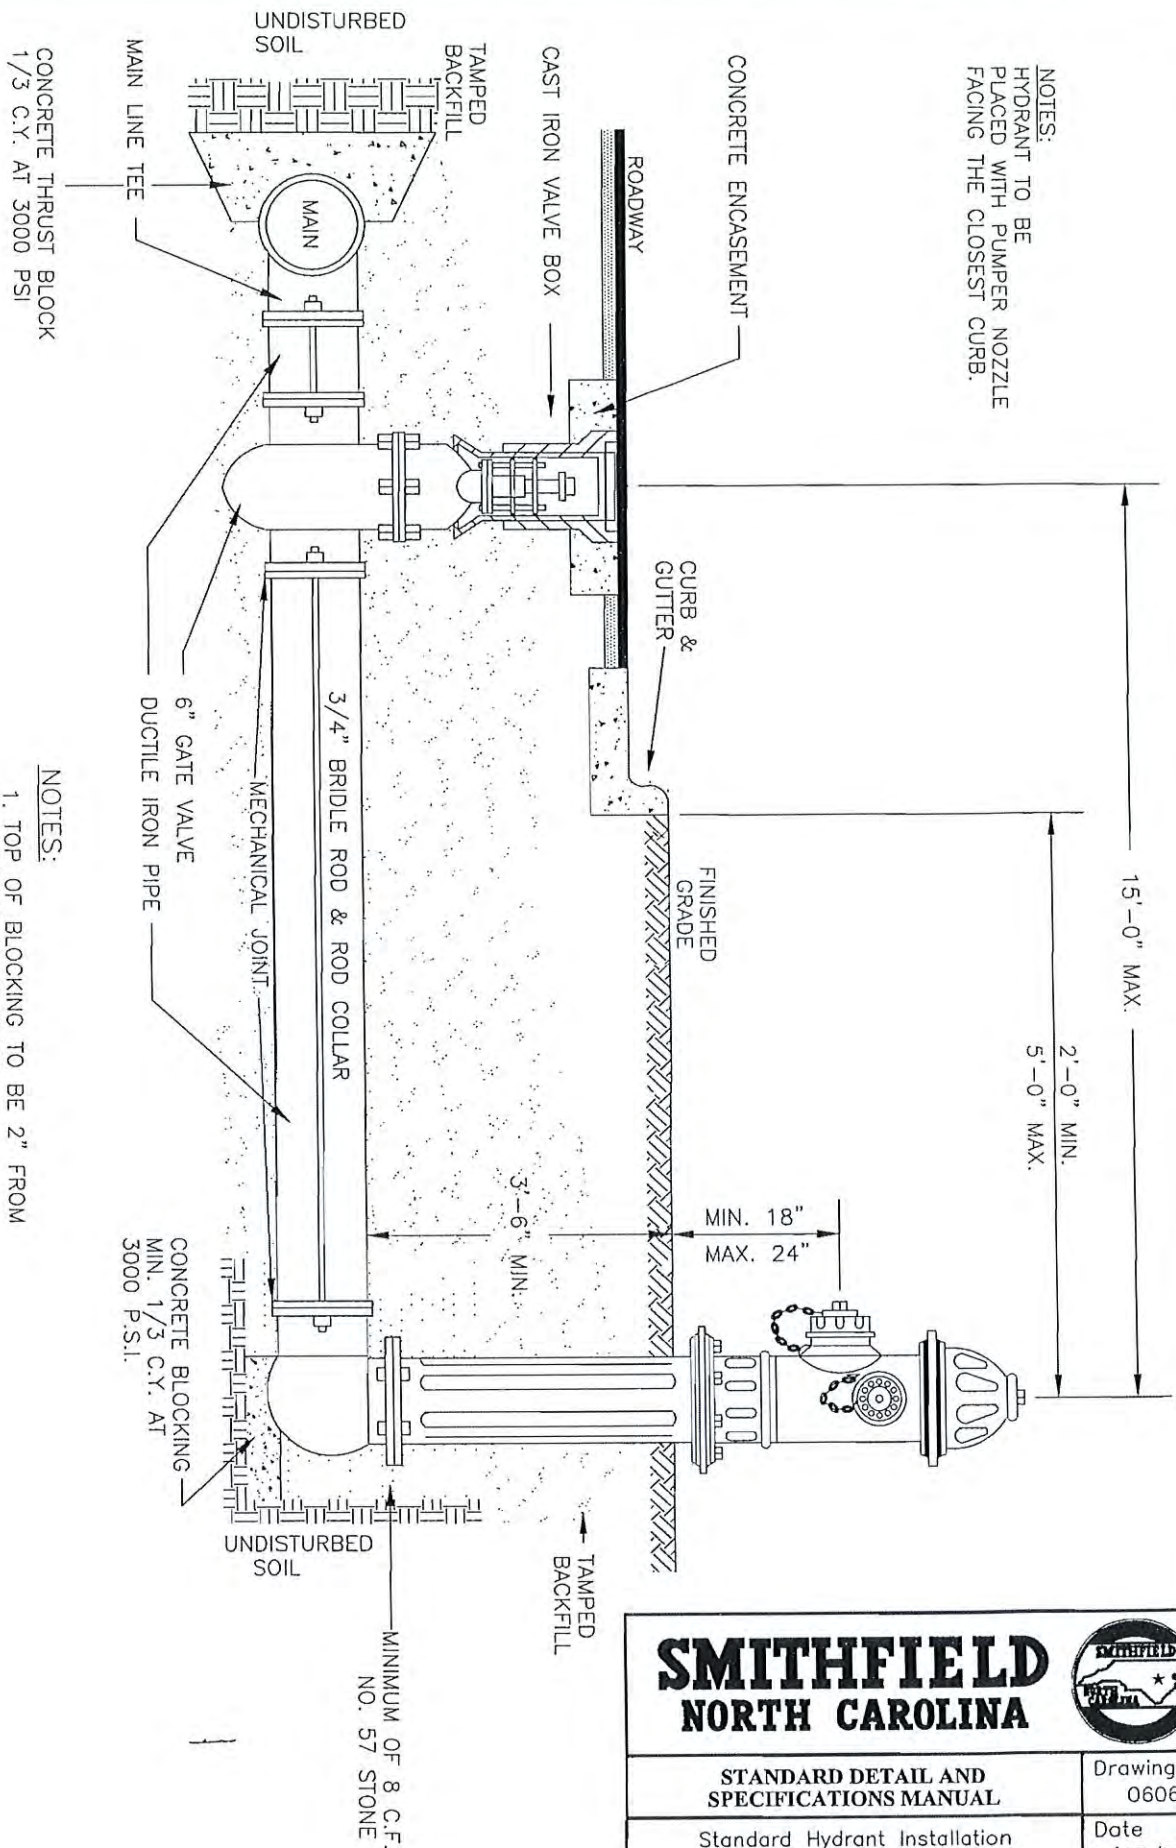 NOTES:
HYDRANT TO BE
PLACED WITH PUMPER NOZZLE
FACING THE CLOSEST CURB.
CONCRETE ENCASEMENT
CAST IRON VALVE BOX
TAMPED
BACKFILL
UNDISTURBED
SOIL
ROADWAY
CURB &
GUTTER
FINISHED
GRADE
15'-0" MAX.
2'-0" MIN.
5'-0" MAX.
MIN. 18"
MAX. 24"
3'-6" MIN.
MAIN
MAIN LINE TEE
CONCRETE THRUST BLOCK
1/3 C.Y. AT 3000 PSI
3/4" BRIDLE ROD & ROD COLLAR
MECHANICAL JOINT
6" GATE VALVE
DUCTILE IRON PIPE
CONCRETE BLOCKING
MIN. 1/3 C.Y. AT
3000 P.S.I.
UNDISTURBED
SOIL
TAMPED
BACKFILL
MINIMUM OF 8 C.F.
NO. 57 STONE
NOTES:
1. TOP OF BLOCKING TO BE 2" FROM
SMITHFIELD
NORTH CAROLINA
SMITHFIELD
NORTH
CAROLINA
STANDARD DETAIL AND
SPECIFICATIONS MANUAL
Drawing
0606
Standard Hydrant Installation
Date